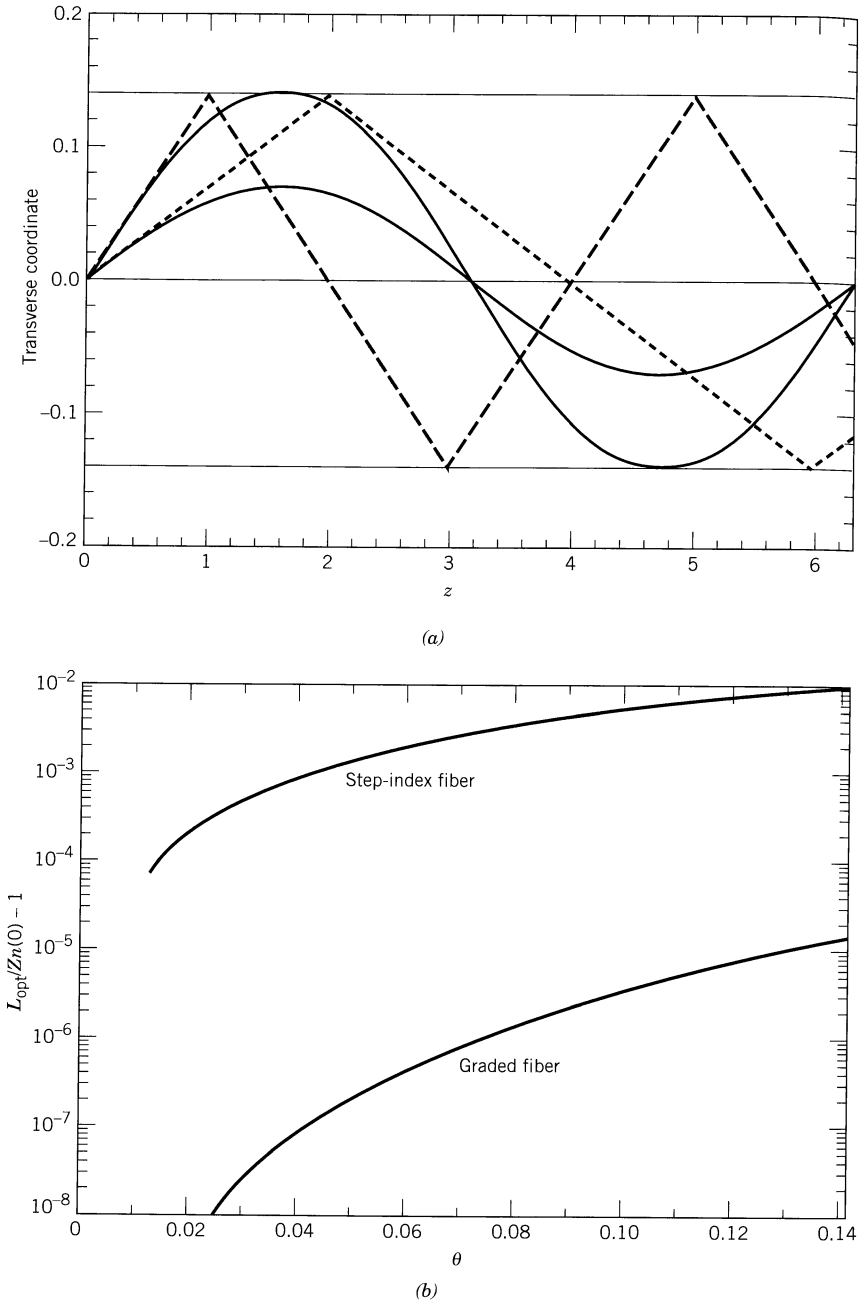 0.2
0.1
0.0
−0.1
−0.2
Transverse coordinate
0 1 2 3 4 5 6
z
(a)
10⁻²
10⁻³
10⁻⁴
10⁻⁵
10⁻⁶
10⁻⁷
10⁻⁸
L_opt/Zn(0) − 1
Step-index fiber
Graded fiber
0 0.02 0.04 0.06 0.08 0.10 0.12 0.14
θ
(b)